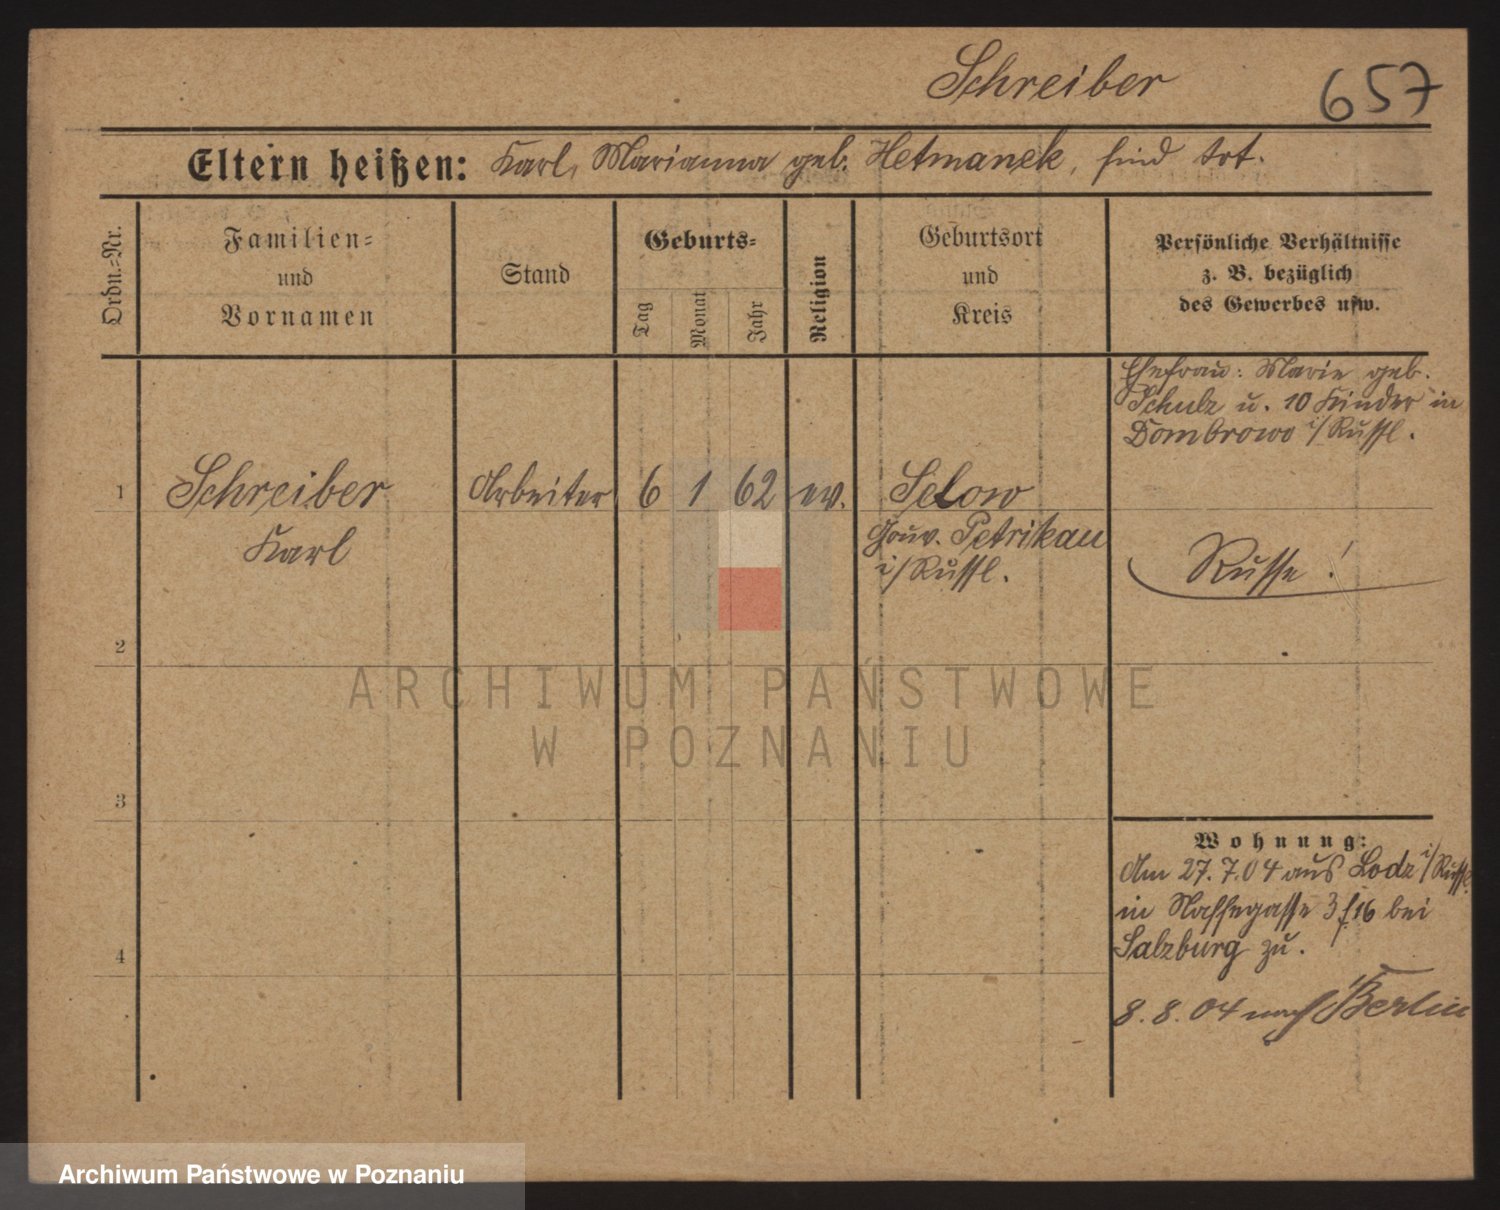 Schreiber
657
Eltern heißen: Karl, Marianna geb. Hetmanek, sind tot.
Ordn.-Nr.
Familien-
und
Vornamen
Stand
Geburts-
Tag
Monat
Jahr
Religion
Geburtsort
und
Kreis
Persönliche Verhältnisse
z. B. bezüglich
des Gewerbes usw.
Ehefrau: Marie geb.
Schulz u. 10 Kinder in
Dombrowo i/Russl.
1 Schreiber Arbeiter 6 1 62 ev. Selow
Karl
Gouv. Petrikau
i/Russl.
Russe!
2
3
4
Wohnung:
Am 27.7.04 aus Lodz i/Russl.
in Nassegasse 3 f/16 bei
Salzburg zu.
8.8.04 nach Berlin
ARCHIWUM PAŃSTWOWE
W POZNANIU
Archiwum Państwowe w Poznaniu